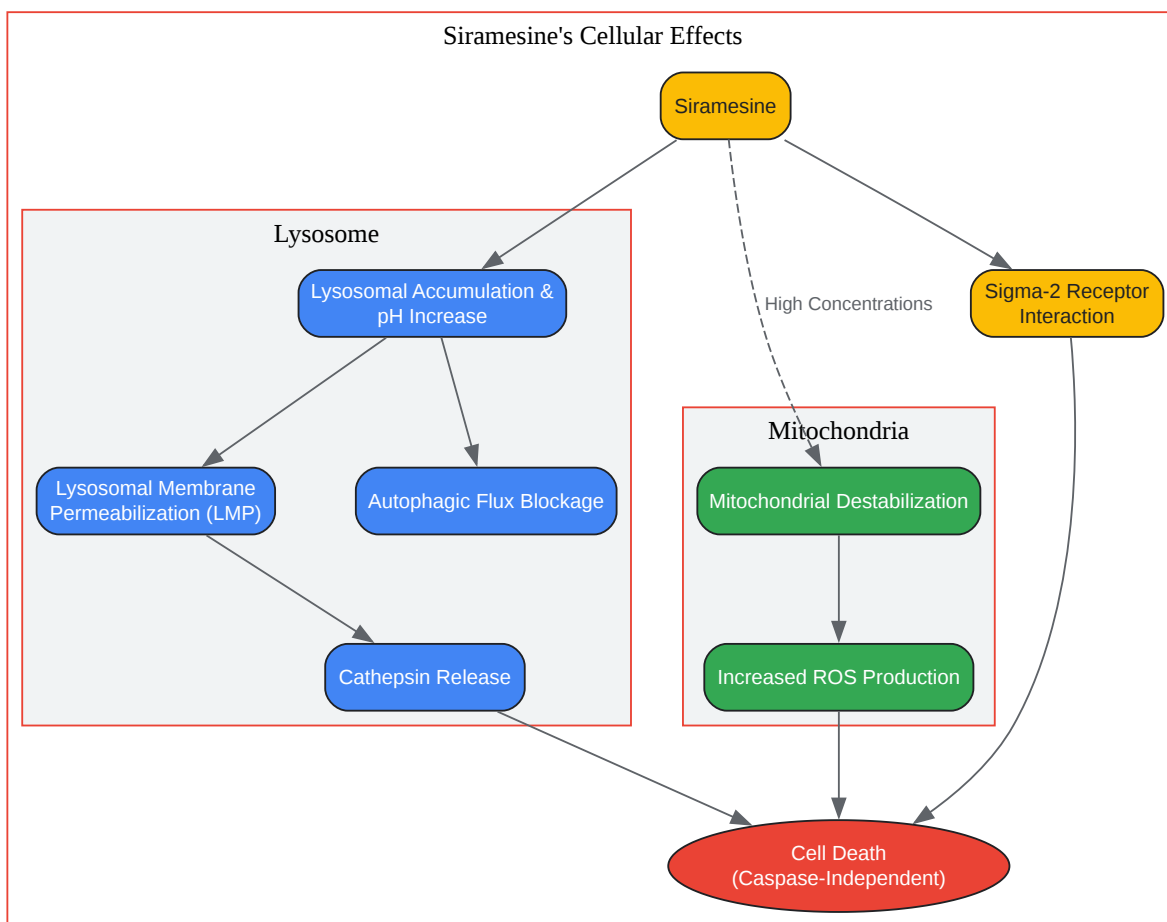 Siramesine's Cellular Effects
Siramesine
Lysosome
Lysosomal Accumulation &
pH Increase
High Concentrations
Sigma-2 Receptor
Interaction
Mitochondria
Lysosomal Membrane
Permeabilization (LMP)
Autophagic Flux Blockage
Mitochondrial Destabilization
Cathepsin Release
Increased ROS Production
Cell Death
(Caspase-Independent)